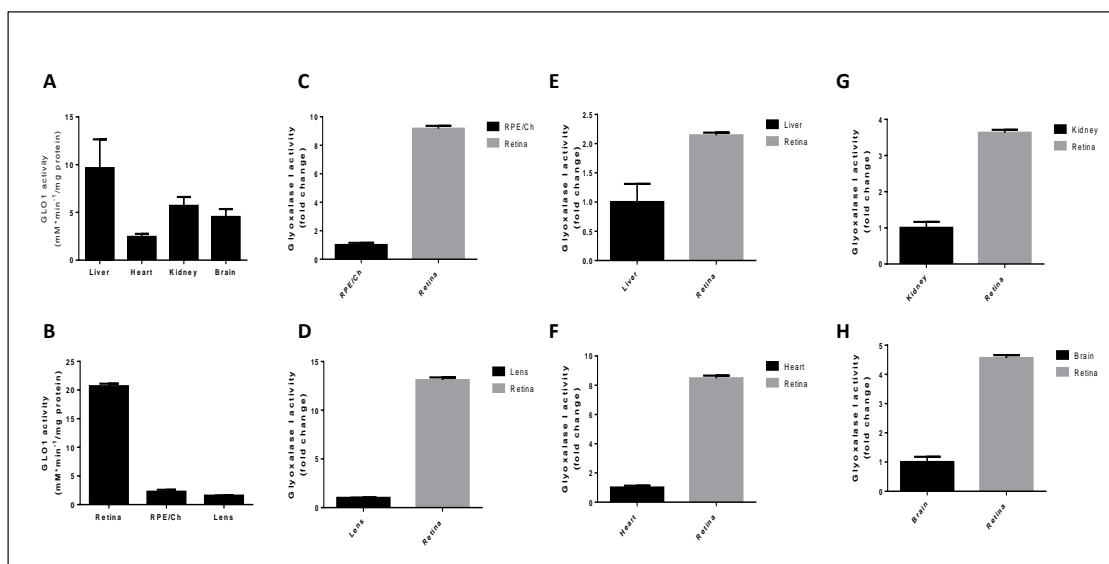 A
GLO1 activity
(mM*min⁻¹/mg protein)
15
10
5
0
Liver Heart Kidney Brain
B
GLO1 activity
(mM*min⁻¹/mg protein)
25
20
15
10
5
0
Retina RPE/Ch Lens
C
Glyoxalase I activity
(fold change)
10
8
6
4
2
0
RPE/Ch
Retina
RPE/Ch
Retina
D
Glyoxalase I activity
(fold change)
15
10
5
0
Lens
Retina
Lens
Retina
E
Glyoxalase I activity
(fold change)
2.5
2.0
1.5
1.0
0.5
0.0
Liver
Retina
Liver
Retina
F
Glyoxalase I activity
(fold change)
10
8
6
4
2
0
Heart
Retina
Heart
Retina
G
Glyoxalase I activity
(fold change)
4
3
2
1
0
Kidney
Retina
Kidney
Retina
H
Glyoxalase I activity
(fold change)
5
4
3
2
1
0
Brain
Retina
Brain
Retina